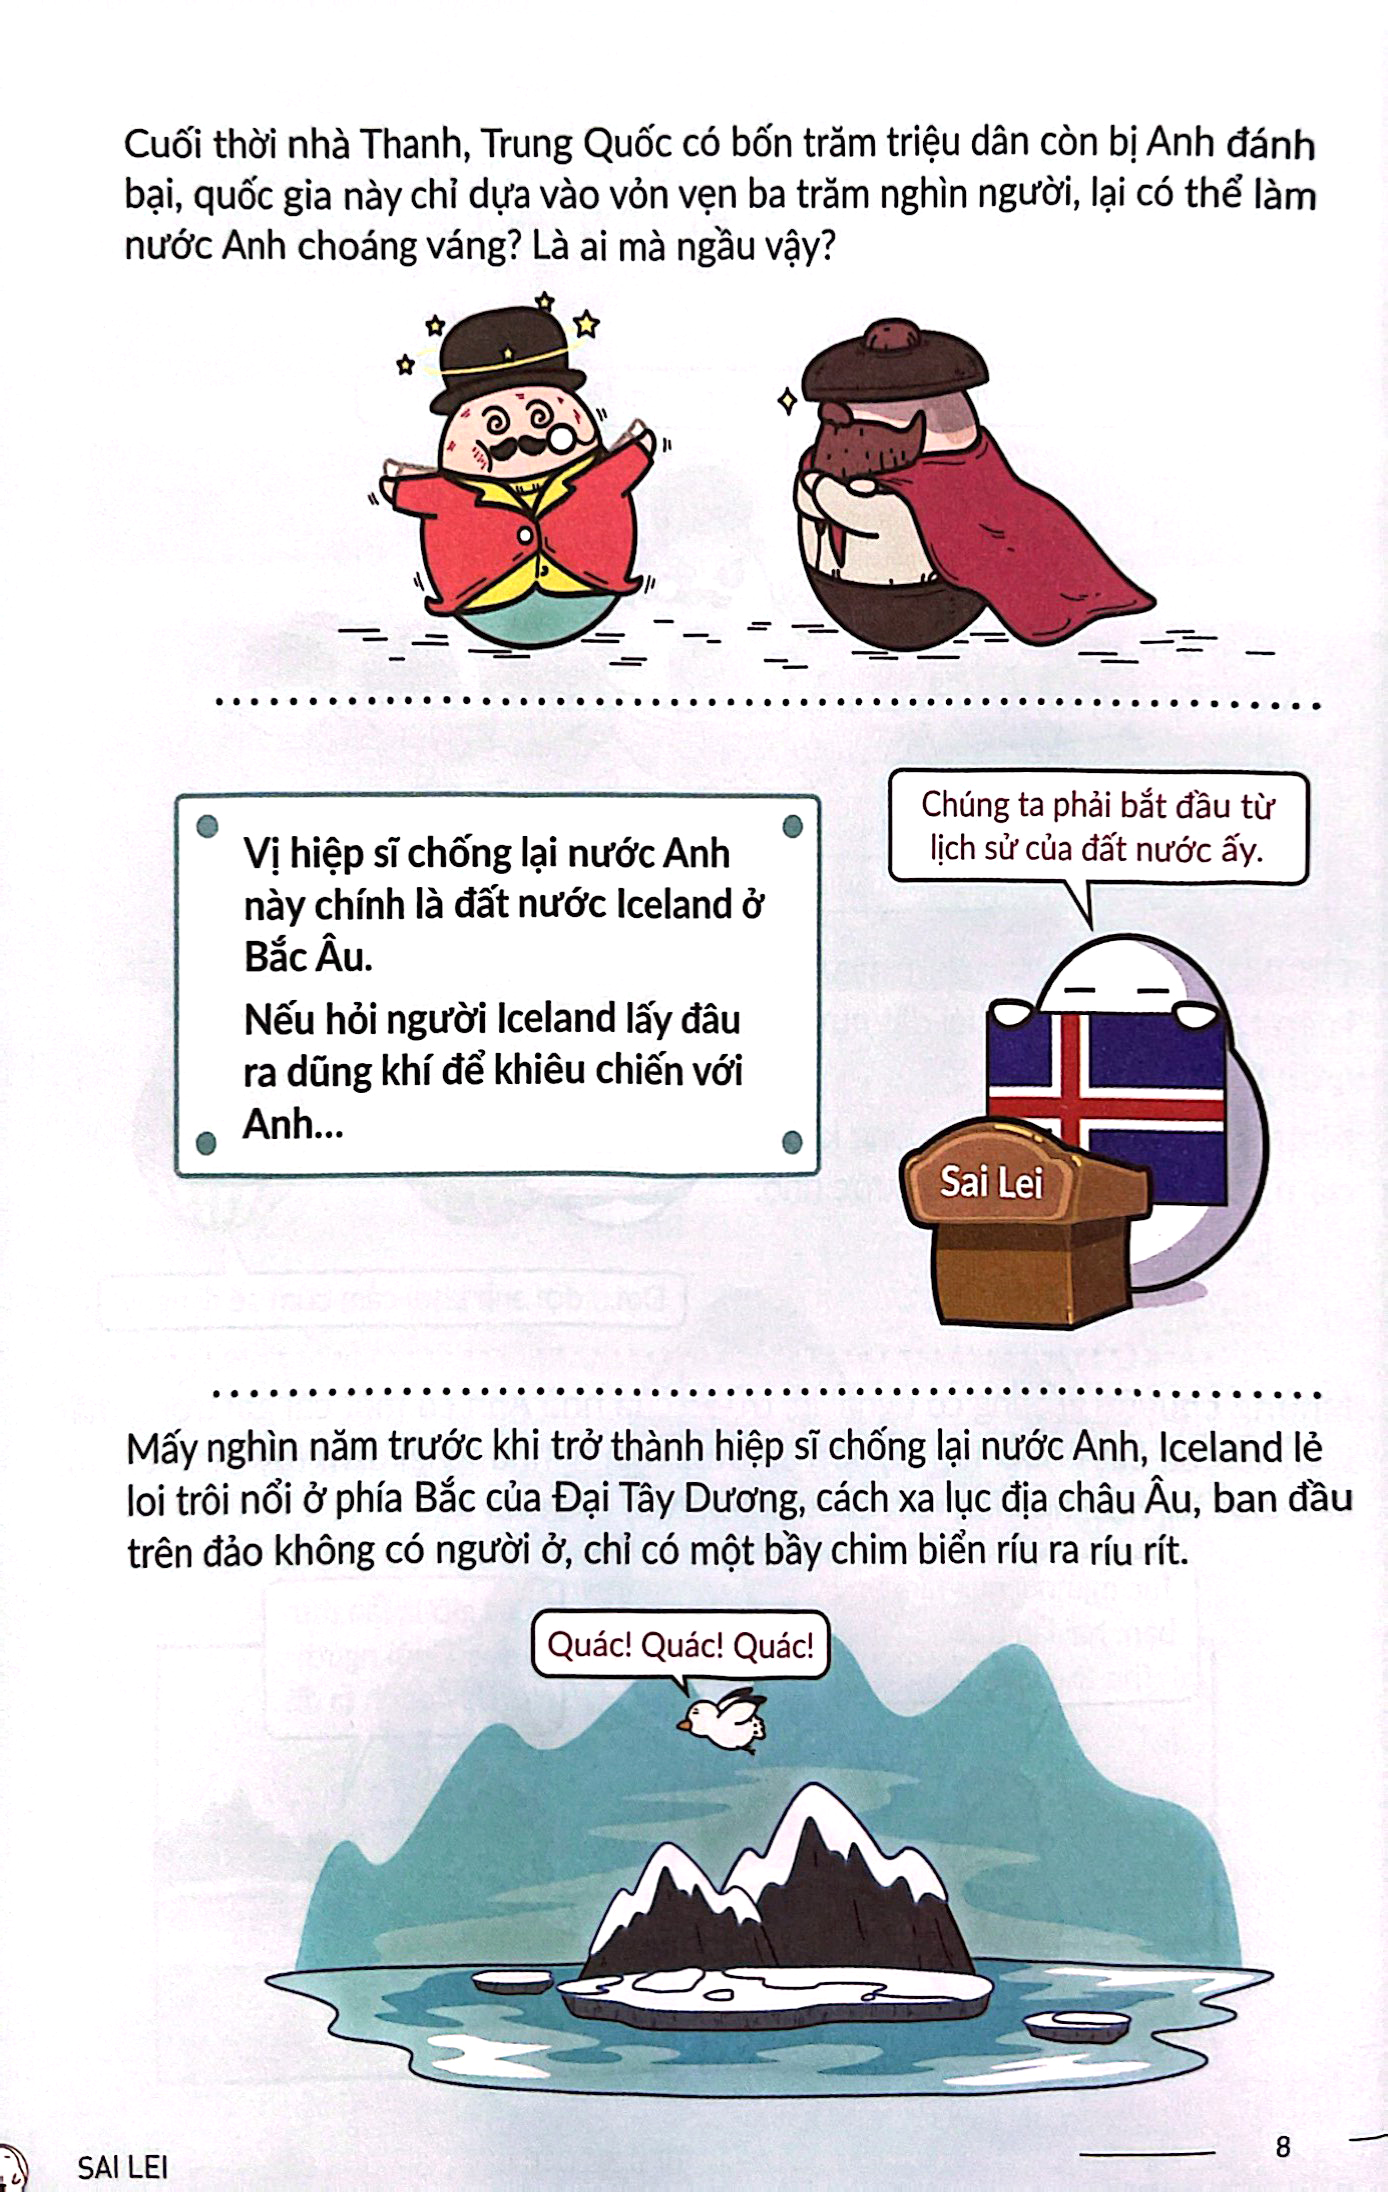 Cuối thời nhà Thanh, Trung Quốc có bốn trăm triệu dân còn bị Anh đánh
bại, quốc gia này chỉ dựa vào vỏn vẹn ba trăm nghìn người, lại có thể làm
nước Anh choáng váng? Là ai mà ngầu vậy?
Vị hiệp sĩ chống lại nước Anh
này chính là đất nước Iceland ở
Bắc Âu.
Nếu hỏi người Iceland lấy đâu
ra dũng khí để khiêu chiến với
Anh...
Chúng ta phải bắt đầu từ
lịch sử của đất nước ấy.
Sai Lei
Mấy nghìn năm trước khi trở thành hiệp sĩ chống lại nước Anh, Iceland lẻ
loi trôi nổi ở phía Bắc của Đại Tây Dương, cách xa lục địa châu Âu, ban đầu
trên đảo không có người ở, chỉ có một bầy chim biển ríu ra ríu rít.
Quác! Quác! Quác!
SAI LEI
8